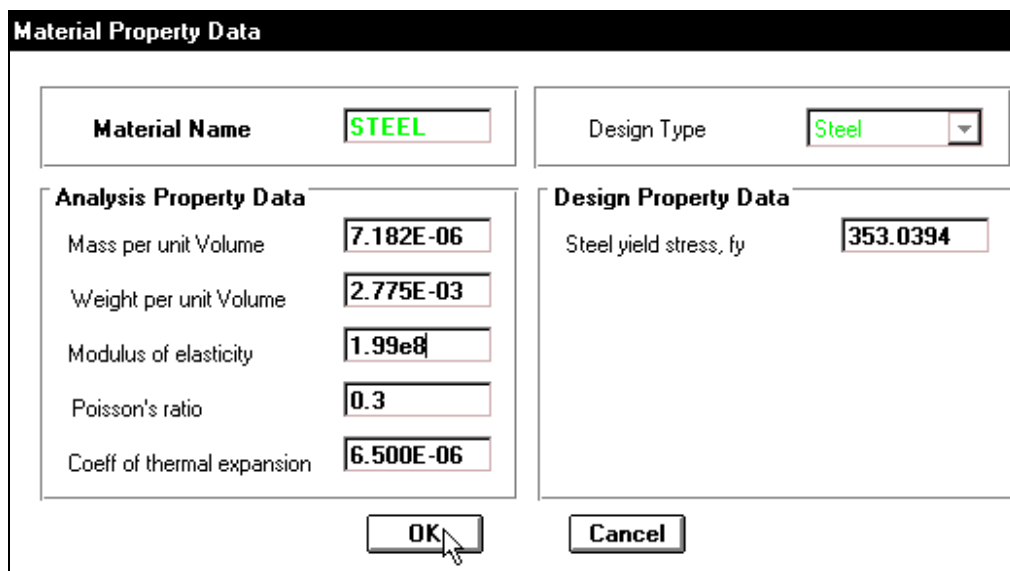 Material Property Data
Material Name STEEL
Design Type Steel
Analysis Property Data
Mass per unit Volume 7.182E-06
Weight per unit Volume 2.775E-03
Modulus of elasticity 1.99e8
Poisson's ratio 0.3
Coeff of thermal expansion 6.500E-06
Design Property Data
Steel yield stress, fy 353.0394
OK Cancel